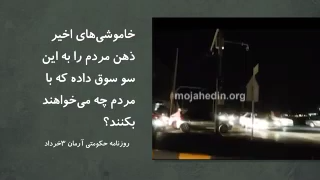 خاموشی‌های اخیر
ذهن مردم را به این
سو سوق داده که با
مردم چه می‌خواهند
بکنند؟
روزنامه حکومتی آرمان ۳خرداد
mojahedin.org